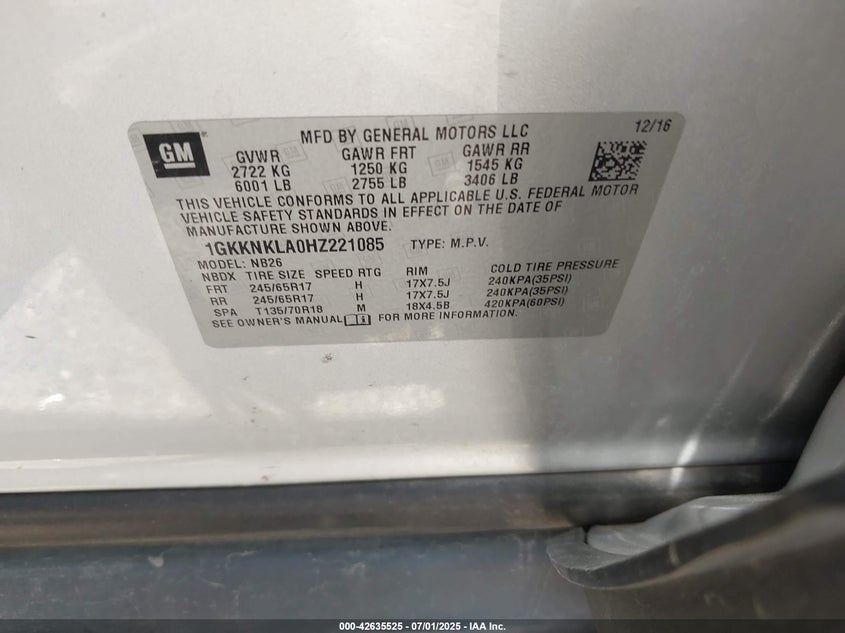 GM
MFD BY GENERAL MOTORS LLC 12/16
GVWR GAWR FRT GAWR RR
2722 KG 1250 KG 1545 KG
6001 LB 2755 LB 3406 LB
THIS VEHICLE CONFORMS TO ALL APPLICABLE U.S. FEDERAL MOTOR
VEHICLE SAFETY STANDARDS IN EFFECT ON THE DATE OF
MANUFACTURE SHOWN ABOVE.
1GKKNKLA0HZ221085 TYPE: M.P.V.
MODEL: NB26
NBDX TIRE SIZE SPEED RTG RIM COLD TIRE PRESSURE
FRT 245/65R17 H 17X7.5J 240KPA(35PSI)
RR 245/65R17 H 17X7.5J 240KPA(35PSI)
SPA T135/70R18 M 18X4.5B 420KPA(60PSI)
SEE OWNER'S MANUAL FOR MORE INFORMATION.
000-42635525 - 07/01/2025 - IAA Inc.